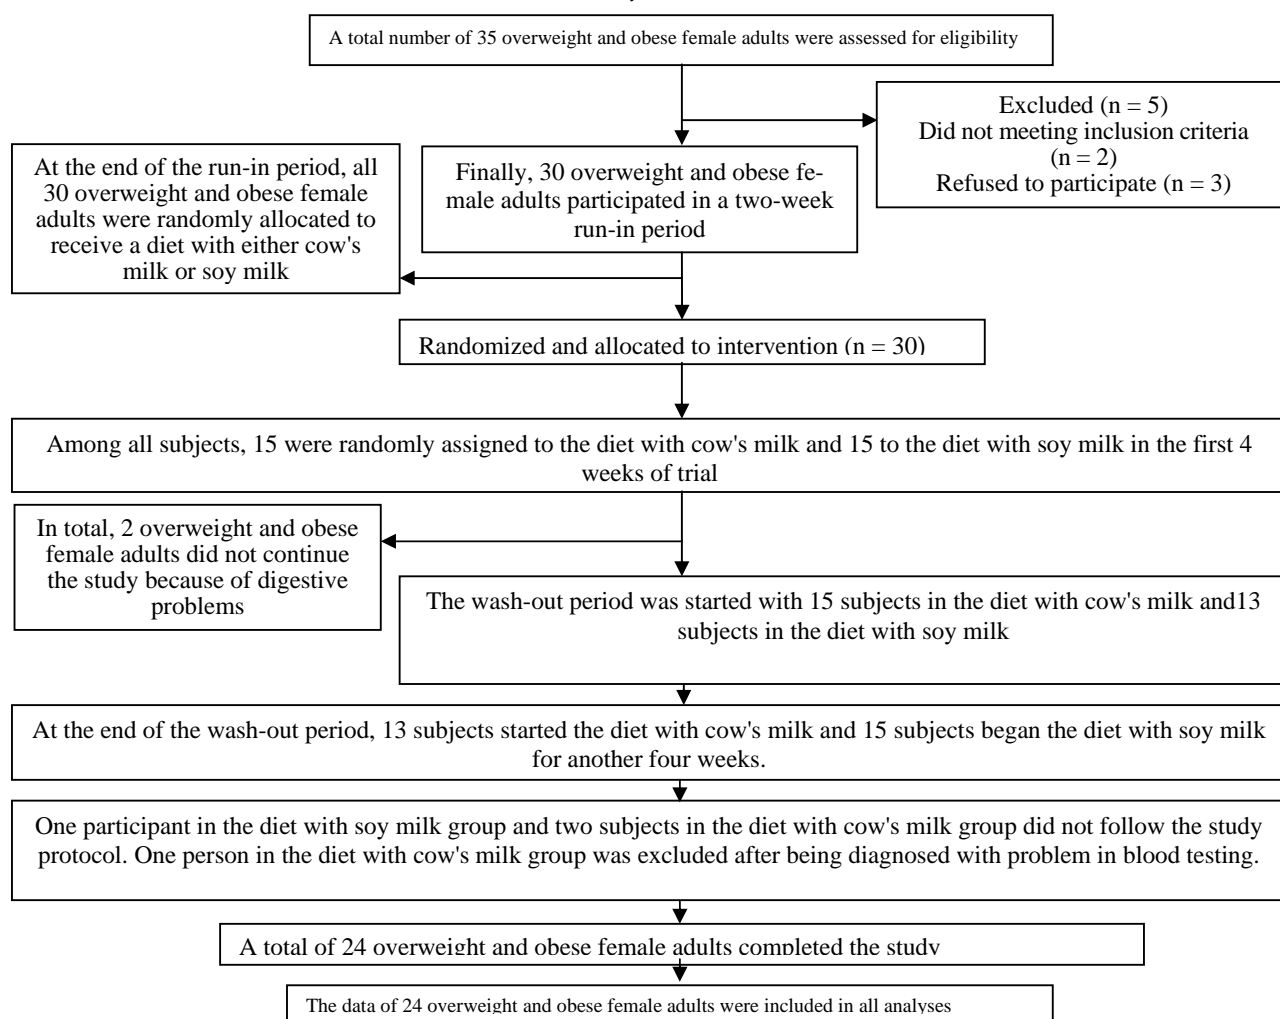 A total number of 35 overweight and obese female adults were assessed for eligibility
Excluded (n = 5)
Did not meeting inclusion criteria
(n = 2)
Refused to participate (n = 3)
Finally, 30 overweight and obese fe-
male adults participated in a two-week
run-in period
At the end of the run-in period, all
30 overweight and obese female
adults were randomly allocated to
receive a diet with either cow's
milk or soy milk
Randomized and allocated to intervention (n = 30)
Among all subjects, 15 were randomly assigned to the diet with cow's milk and 15 to the diet with soy milk in the first 4
weeks of trial
In total, 2 overweight and obese
female adults did not continue
the study because of digestive
problems
The wash-out period was started with 15 subjects in the diet with cow's milk and13
subjects in the diet with soy milk
At the end of the wash-out period, 13 subjects started the diet with cow's milk and 15 subjects began the diet with soy milk
for another four weeks.
One participant in the diet with soy milk group and two subjects in the diet with cow's milk group did not follow the study
protocol. One person in the diet with cow's milk group was excluded after being diagnosed with problem in blood testing.
A total of 24 overweight and obese female adults completed the study
The data of 24 overweight and obese female adults were included in all analyses